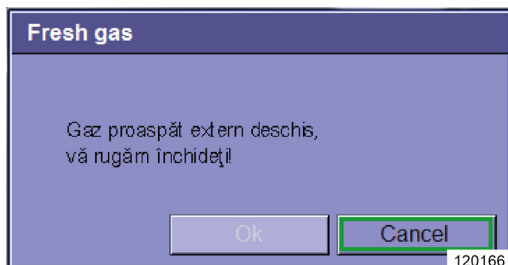 Fresh gas
Gaz proaspăt extern deschis,
vă rugăm închideţi!
Ok
Cancel
120166